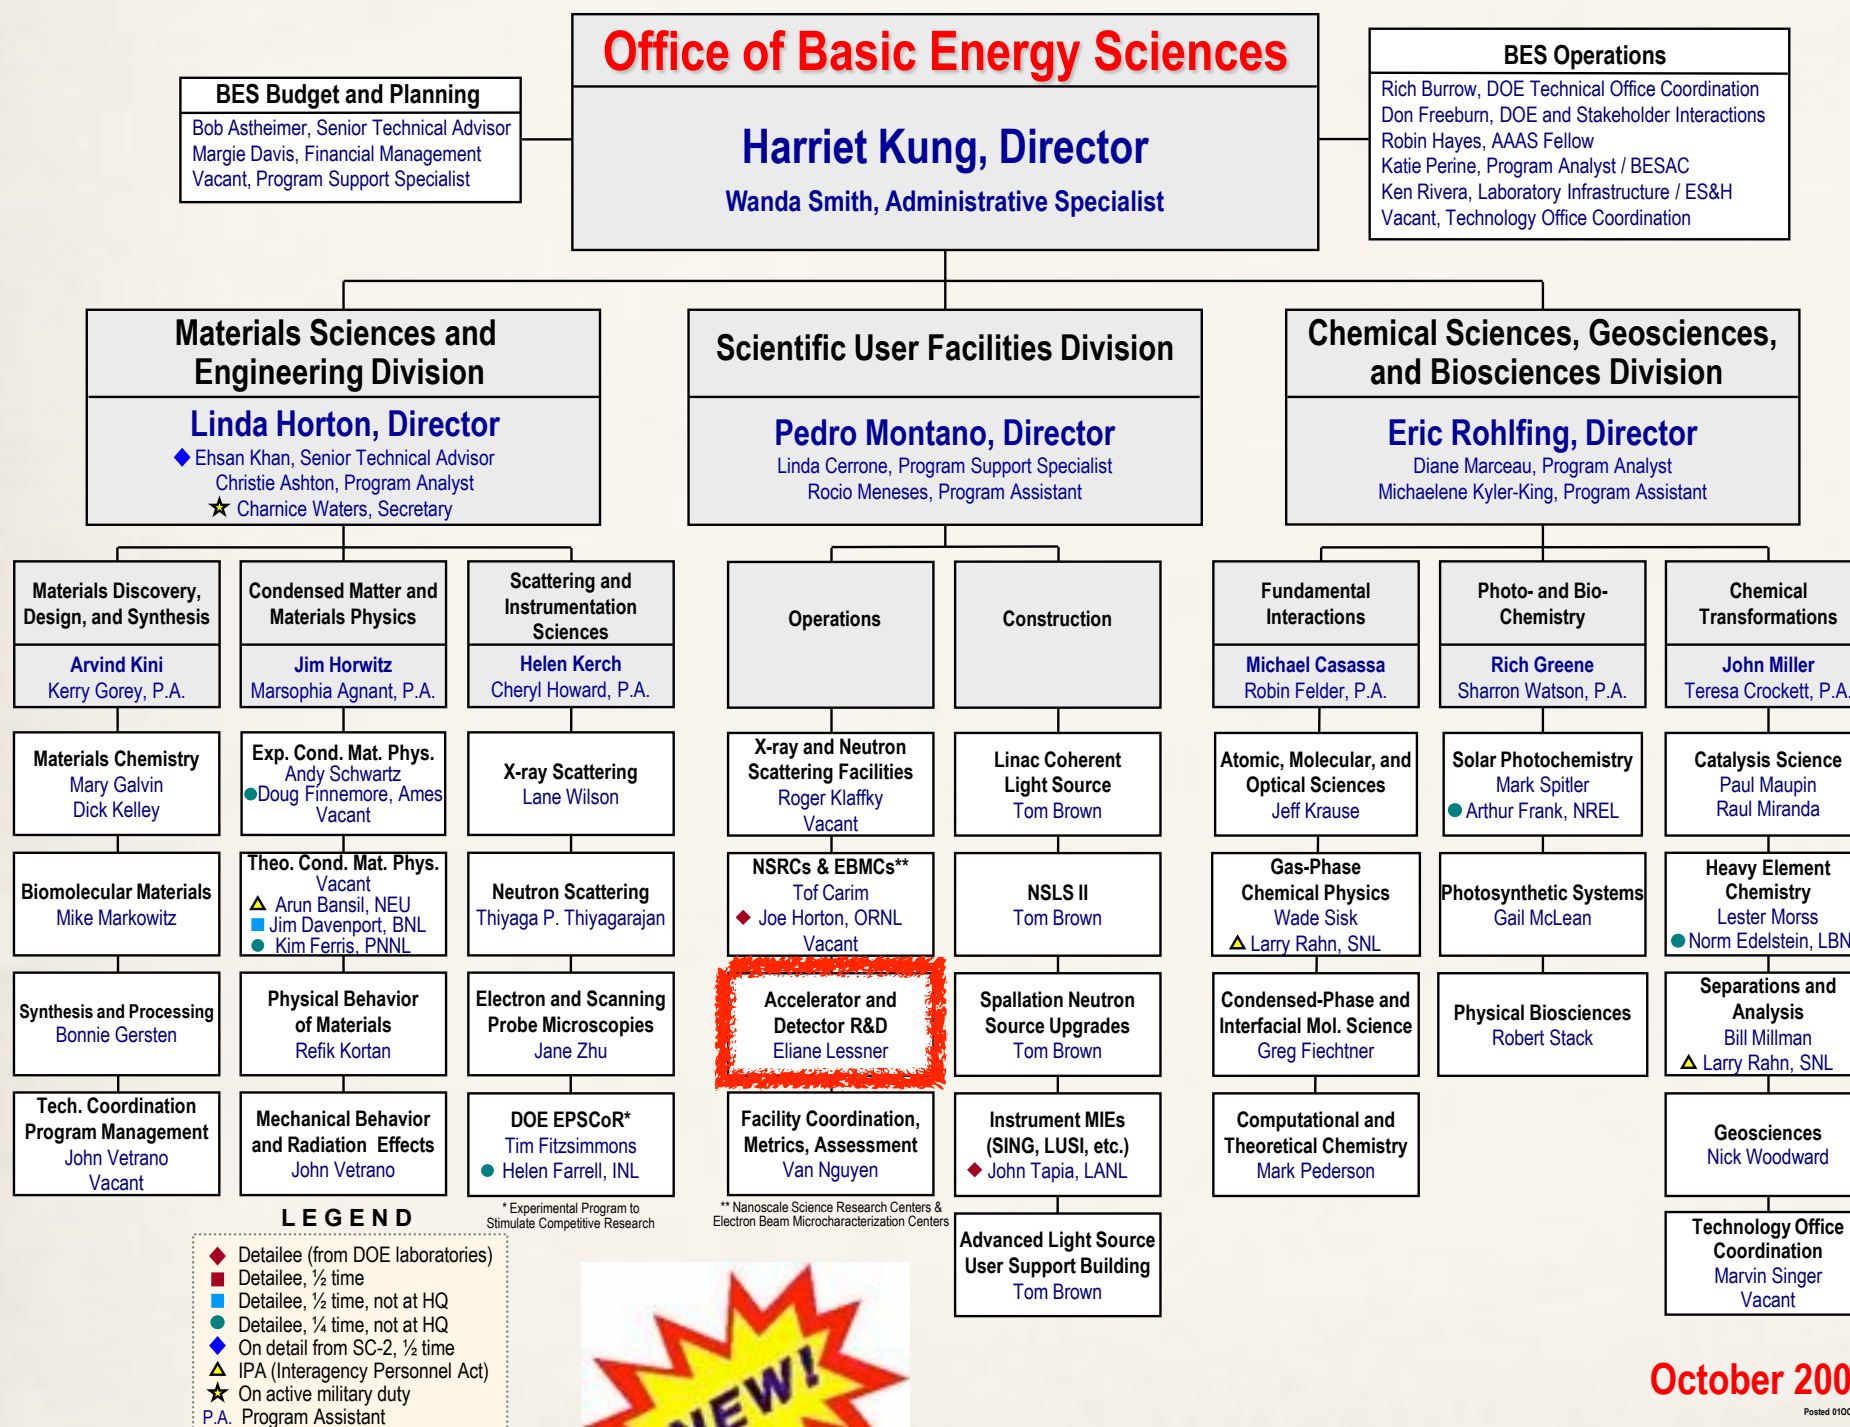 Office of Basic Energy Sciences
Harriet Kung, Director
Wanda Smith, Administrative Specialist
BES Budget and Planning
Bob Astheimer, Senior Technical Advisor
Margie Davis, Financial Management
Vacant, Program Support Specialist
BES Operations
Rich Burrow, DOE Technical Office Coordination
Don Freeburn, DOE and Stakeholder Interactions
Robin Hayes, AAAS Fellow
Katie Perine, Program Analyst / BESAC
Ken Rivera, Laboratory Infrastructure / ES&H
Vacant, Technology Office Coordination
Materials Sciences and
Engineering Division
Linda Horton, Director
Ehsan Khan, Senior Technical Advisor
Christie Ashton, Program Analyst
Charnice Waters, Secretary
Scientific User Facilities Division
Pedro Montano, Director
Linda Cerrone, Program Support Specialist
Rocio Meneses, Program Assistant
Chemical Sciences, Geosciences,
and Biosciences Division
Eric Rohlfing, Director
Diane Marceau, Program Analyst
Michaelene Kyler-King, Program Assistant
Materials Discovery,
Design, and Synthesis
Arvind Kini
Kerry Gorey, P.A.
Materials Chemistry
Mary Galvin
Dick Kelley
Biomolecular Materials
Mike Markowitz
Synthesis and Processing
Bonnie Gersten
Tech. Coordination
Program Management
John Vetrano
Vacant
Condensed Matter and
Materials Physics
Jim Horwitz
Marsophia Agnant, P.A.
Exp. Cond. Mat. Phys.
Andy Schwartz
Doug Finnemore, Ames
Vacant
Theo. Cond. Mat. Phys.
Vacant
Arun Bansil, NEU
Jim Davenport, BNL
Kim Ferris, PNNL
Physical Behavior
of Materials
Refik Kortan
Mechanical Behavior
and Radiation Effects
John Vetrano
Scattering and
Instrumentation
Sciences
Helen Kerch
Cheryl Howard, P.A.
X-ray Scattering
Lane Wilson
Neutron Scattering
Thiyaga P. Thiyagarajan
Electron and Scanning
Probe Microscopies
Jane Zhu
DOE EPSCoR*
Tim Fitzsimmons
Helen Farrell, INL
* Experimental Program to
Stimulate Competitive Research
Operations
X-ray and Neutron
Scattering Facilities
Roger Klaffky
Vacant
NSRCs & EBMCs**
Tof Carim
Joe Horton, ORNL
Vacant
Accelerator and
Detector R&D
Eliane Lessner
Facility Coordination,
Metrics, Assessment
Van Nguyen
** Nanoscale Science Research Centers &
Electron Beam Microcharacterization Centers
Construction
Linac Coherent
Light Source
Tom Brown
NSLS II
Tom Brown
Spallation Neutron
Source Upgrades
Tom Brown
Instrument MIEs
(SING, LUSI, etc.)
John Tapia, LANL
Advanced Light Source
User Support Building
Tom Brown
Fundamental
Interactions
Michael Casassa
Robin Felder, P.A.
Atomic, Molecular, and
Optical Sciences
Jeff Krause
Gas-Phase
Chemical Physics
Wade Sisk
Larry Rahn, SNL
Condensed-Phase and
Interfacial Mol. Science
Greg Fiechtner
Computational and
Theoretical Chemistry
Mark Pederson
Photo- and Bio-
Chemistry
Rich Greene
Sharron Watson, P.A.
Solar Photochemistry
Mark Spitler
Arthur Frank, NREL
Photosynthetic Systems
Gail McLean
Physical Biosciences
Robert Stack
Chemical
Transformations
John Miller
Teresa Crockett, P.A.
Catalysis Science
Paul Maupin
Raul Miranda
Heavy Element
Chemistry
Lester Morss
Norm Edelstein, LBN
Separations and
Analysis
Bill Millman
Larry Rahn, SNL
Geosciences
Nick Woodward
Technology Office
Coordination
Marvin Singer
Vacant
LEGEND
Detailee (from DOE laboratories)
Detailee, ½ time
Detailee, ½ time, not at HQ
Detailee, ¼ time, not at HQ
On detail from SC-2, ½ time
IPA (Interagency Personnel Act)
On active military duty
P.A. Program Assistant
NEW!
October 200
Posted 01OC